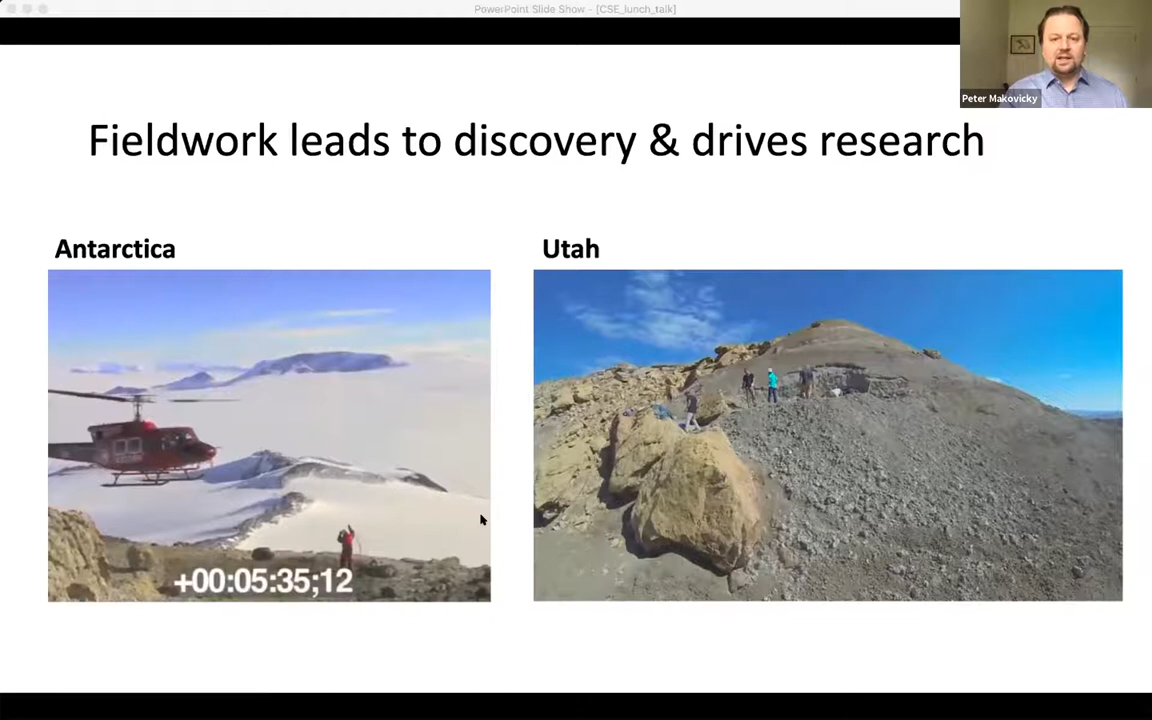 PowerPoint Slide Show - [CSE_lunch_talk]
Peter Makovicky
Fieldwork leads to discovery & drives research
Antarctica
Utah
+00:05:35;12